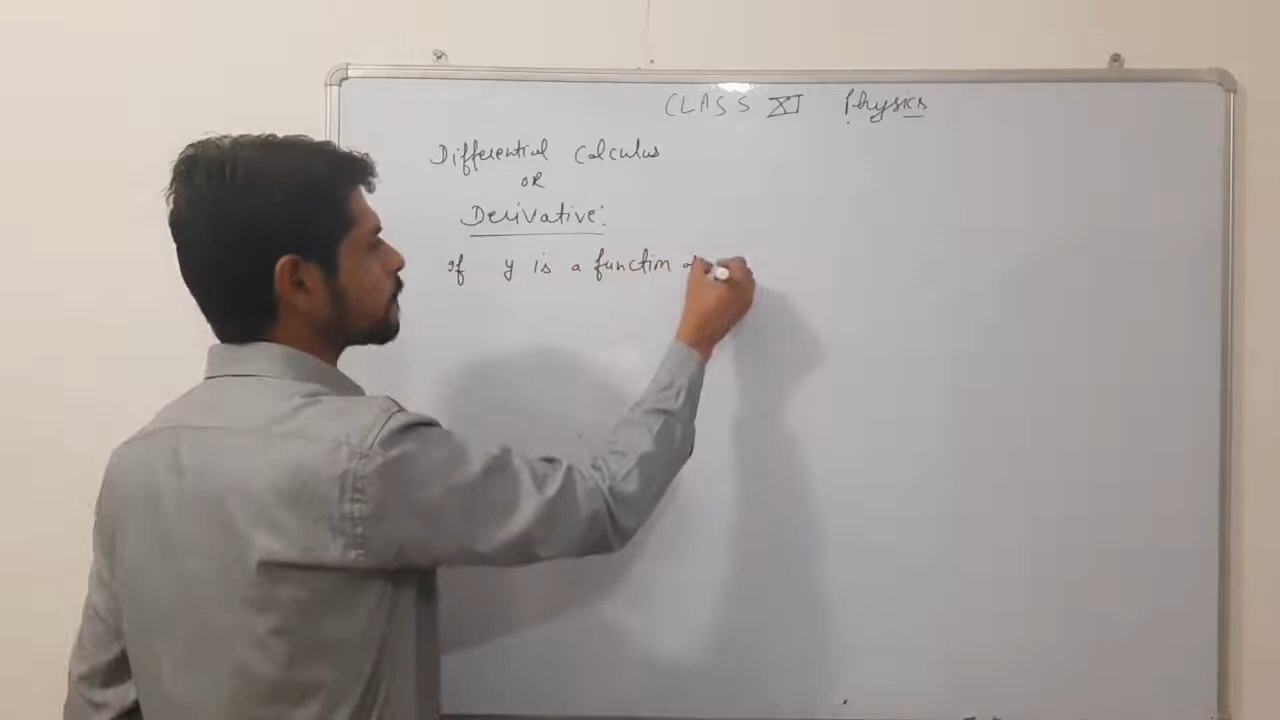 CLASS XI Physics
Differential Calculus
OR
Derivative:
If y is a function